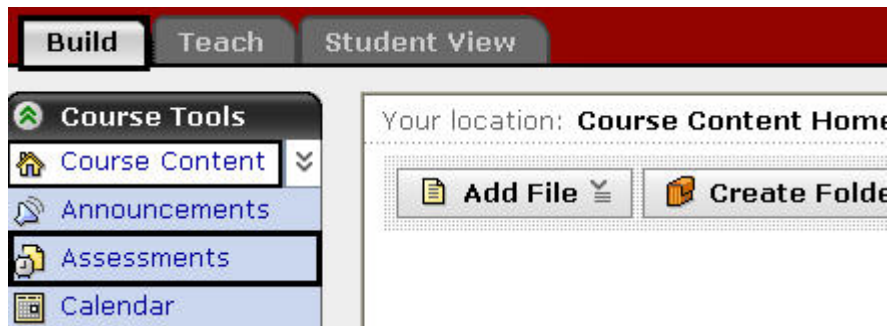 Build Teach Student View
Course Tools
Course Content
Announcements
Assessments
Calendar
Your location: Course Content Home
Add File Create Folde